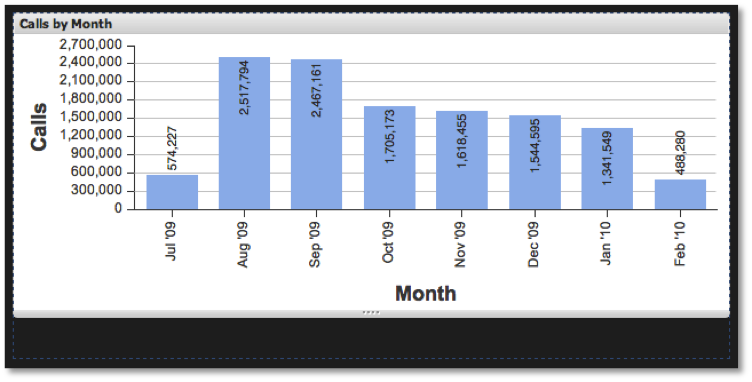 Calls by Month
Calls
2,700,000
2,400,000
2,100,000
1,800,000
1,500,000
1,200,000
900,000
600,000
300,000
0
574,227
2,517,794
2,467,161
1,705,173
1,618,455
1,544,595
1,341,549
488,280
Jul '09
Aug '09
Sep '09
Oct '09
Nov '09
Dec '09
Jan '10
Feb '10
Month